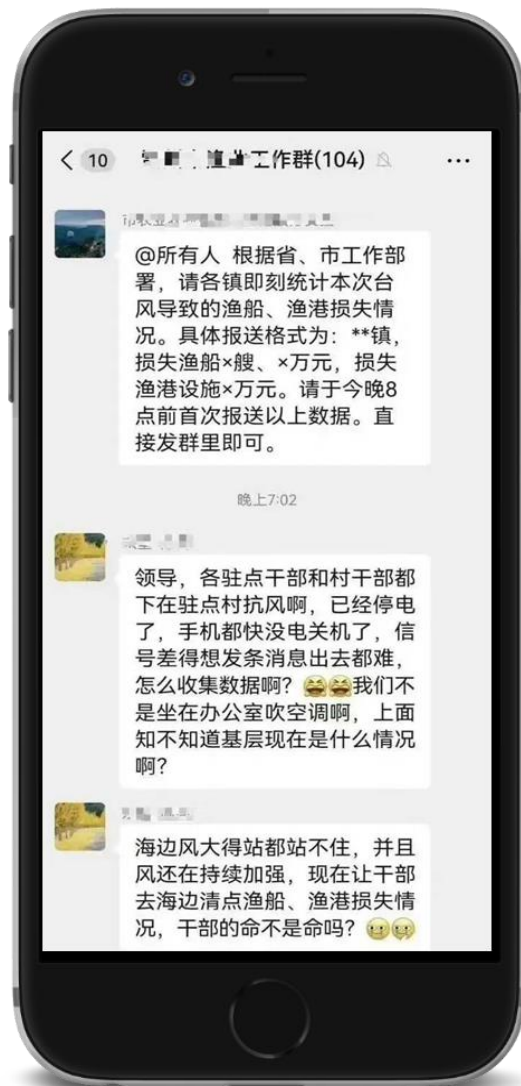 10
工作群(104)
@所有人 根据省、市工作部
署，请各镇即刻统计本次台
风导致的渔船、渔港损失情
况。具体报送格式为：**镇，
损失渔船×艘、×万元，损失
渔港设施×万元。请于今晚8
点前首次报送以上数据。直
接发群里即可。
晚上7:02
领导，各驻点干部和村干部都
下在驻点村抗风啊，已经停电
了，手机都快没电关机了，信
号差得想发条消息出去都难，
怎么收集数据啊？😆😆我们不
是坐在办公室吹空调啊，上面
知不知道基层现在是什么情况
啊？
海边风大得站都站不住，并且
风还在持续加强，现在让干部
去海边清点渔船、渔港损失情
况，干部的命不是命吗？